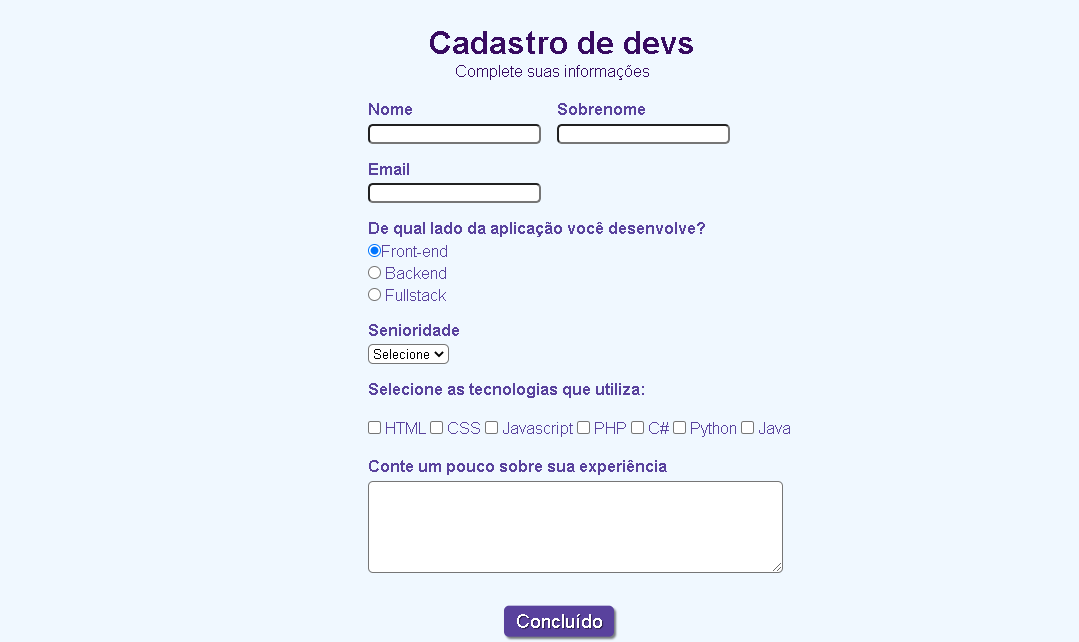 Cadastro de devs
Complete suas informações
Nome Sobrenome
Email
De qual lado da aplicação você desenvolve?
Front-end
Backend
Fullstack
Senioridade
Selecione
Selecione as tecnologias que utiliza:
HTML CSS Javascript PHP C# Python Java
Conte um pouco sobre sua experiência
Concluído